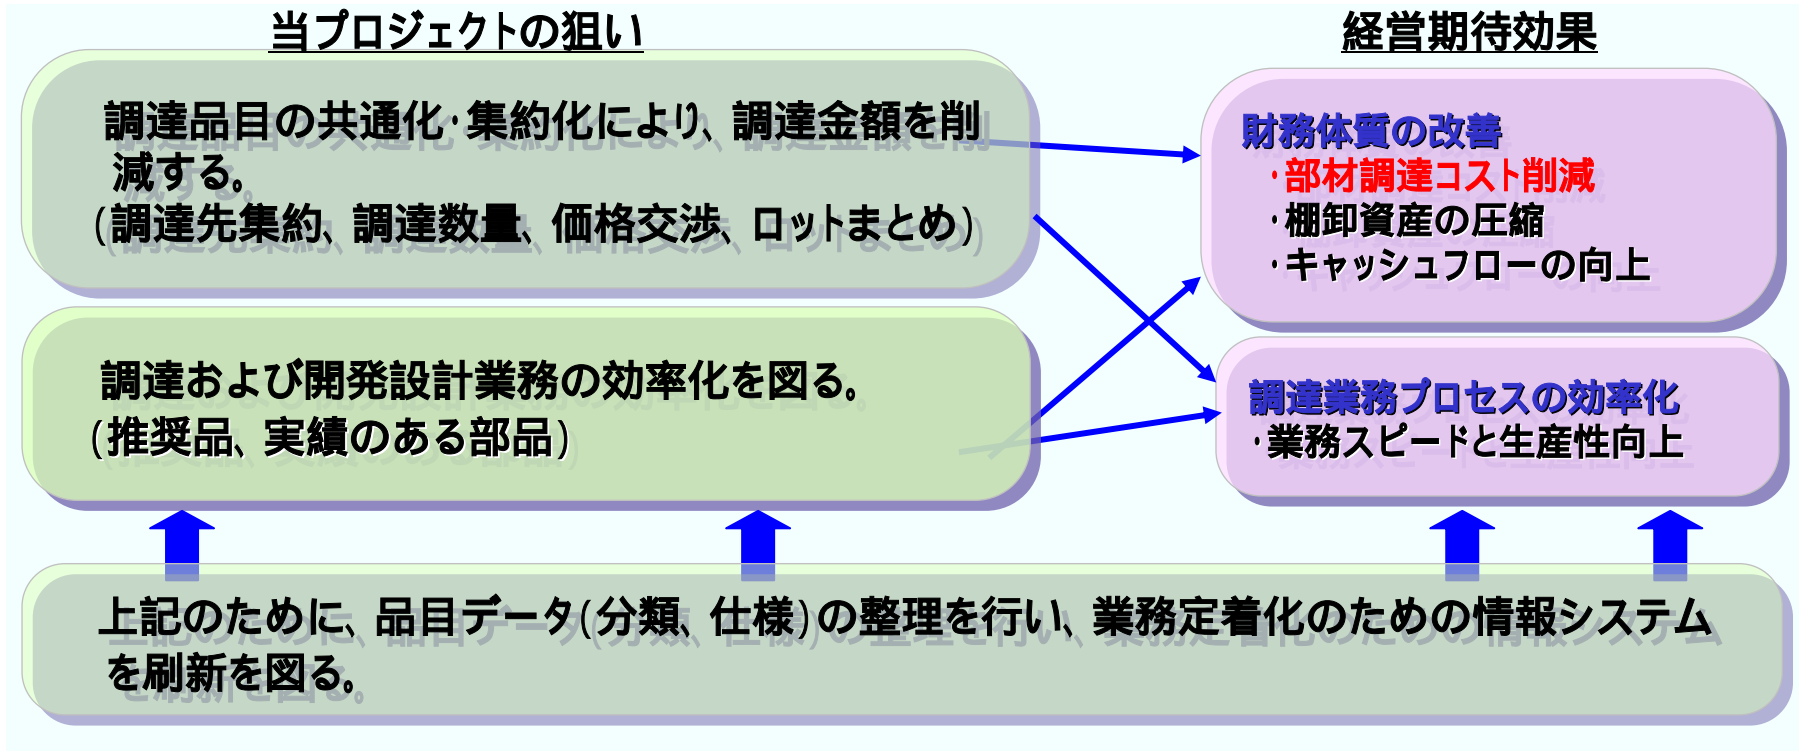 当プロジェクトの狙い
調達品目の共通化・集約化により、調達金額を削
減する。
(調達先集約、調達数量、価格交渉、ロットまとめ)
調達および開発設計業務の効率化を図る。
(推奨品、実績のある部品)
経営期待効果
財務体質の改善
・部材調達コスト削減
・棚卸資産の圧縮
・キャッシュフローの向上
調達業務プロセスの効率化
・業務スピードと生産性向上
上記のために、品目データ(分類、仕様)の整理を行い、業務定着化のための情報システム
を刷新を図る。